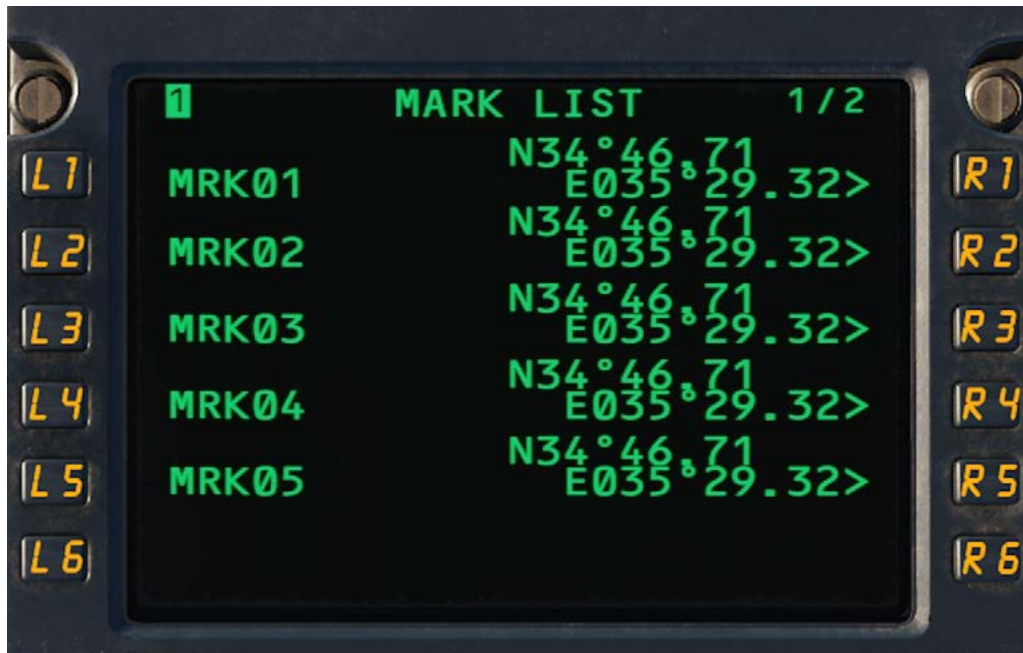 1 MARK LIST 1/2
N34°46.71
L1 MRK01 E035°29.32> R1
N34°46.71
L2 MRK02 E035°29.32> R2
N34°46.71
L3 MRK03 E035°29.32> R3
N34°46.71
L4 MRK04 E035°29.32> R4
N34°46.71
L5 MRK05 E035°29.32> R5
L6 R6